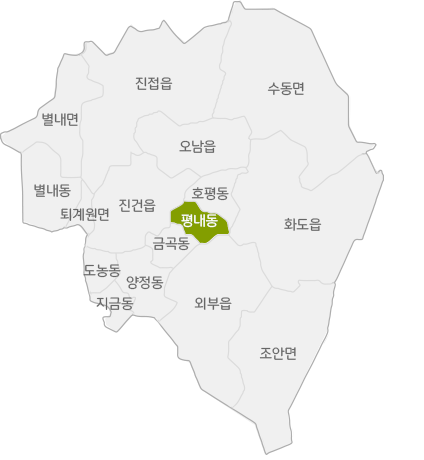 진접읍
수동면
별내면
오남읍
별내동
호평동
퇴계원면
진건읍
평내동
화도읍
금곡동
도농동
양정동
지금동
외부읍
조안면